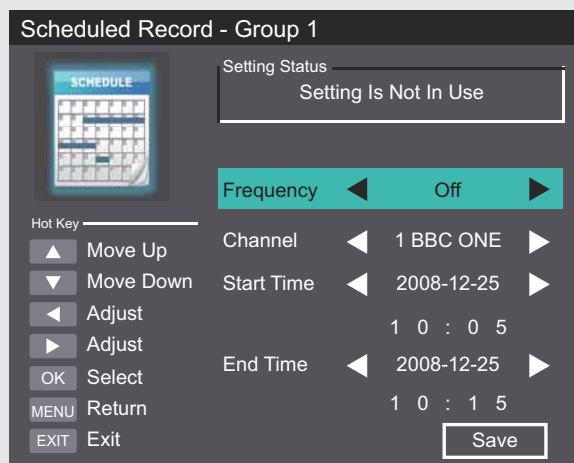 Scheduled Record - Group 1
SCHEDULE
Setting Status
Setting Is Not In Use
Frequency Off
Channel 1 BBC ONE
Start Time 2008-12-25
1 0 : 0 5
End Time 2008-12-25
1 0 : 1 5
Save
Hot Key
Move Up
Move Down
Adjust
Adjust
OK Select
MENU Return
EXIT Exit